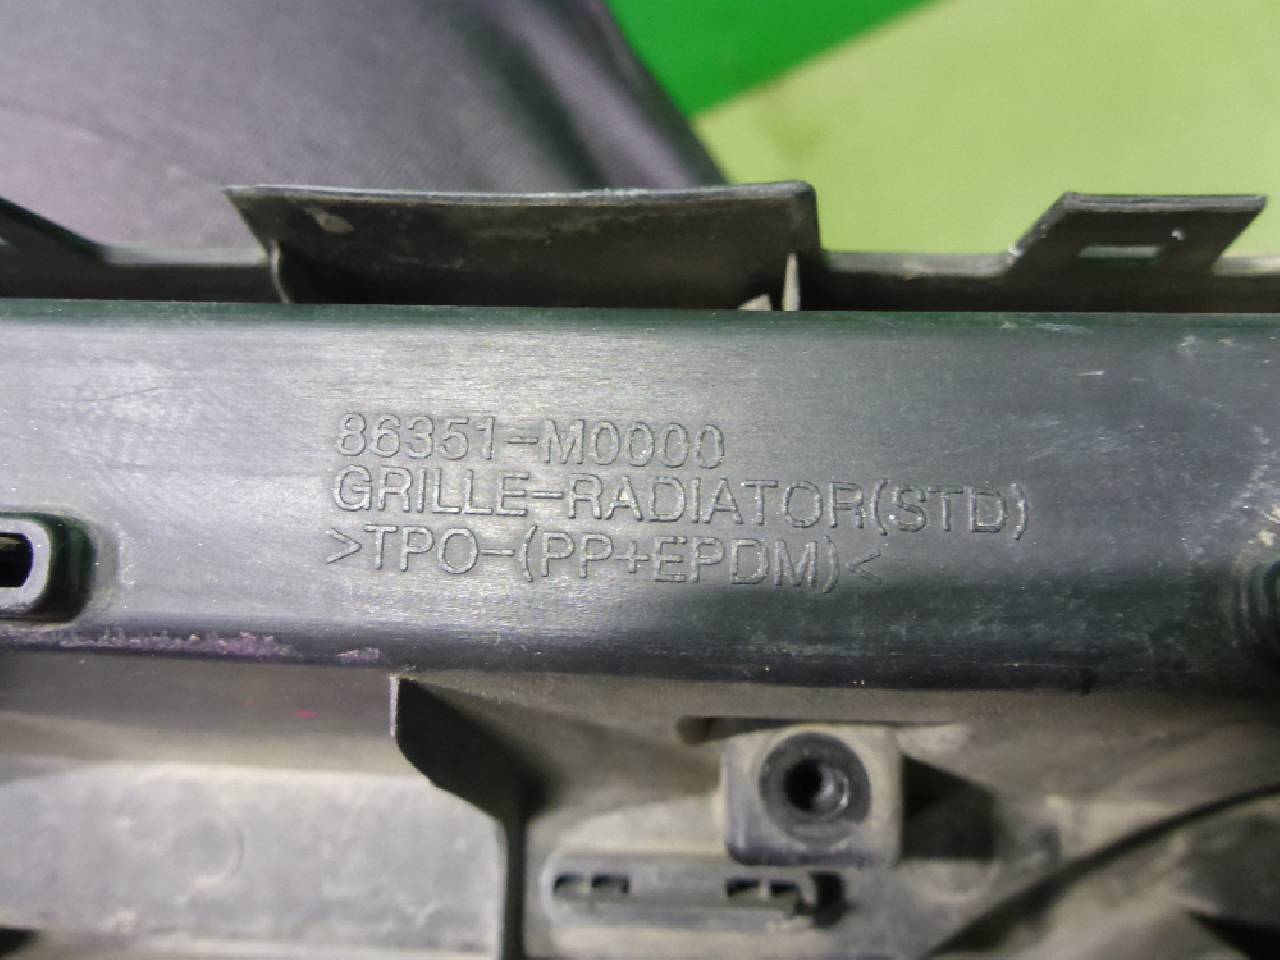 86351-M0000
GRILLE-RADIATOR(STD)
>TPO-(PP+EPDM)<